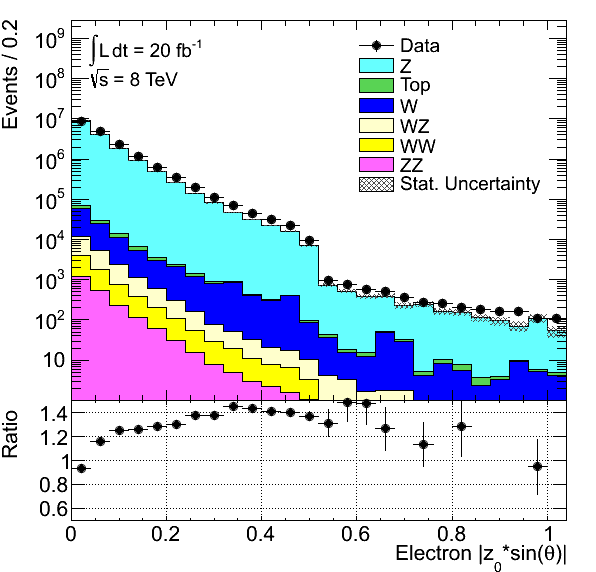 Events / 0.2
10⁹
10⁸
10⁷
10⁶
10⁵
10⁴
10³
10²
10
∫L dt = 20 fb⁻¹
√s = 8 TeV
Data
Z
Top
W
WZ
WW
ZZ
Stat. Uncertainty
Ratio
1.4
1.2
1
0.8
0.6
0 0.2 0.4 0.6 0.8 1
Electron |z₀*sin(θ)|